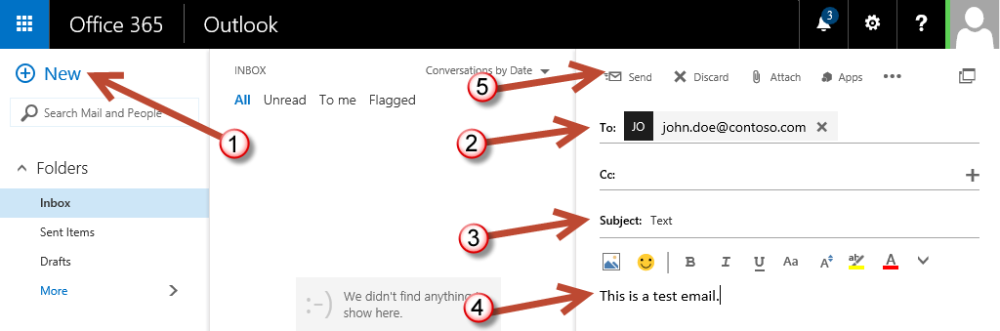 Office 365 Outlook 3 ?
New
Search Mail and People
1
Folders
Inbox
Sent Items
Drafts
More
INBOX Conversations by Date
All Unread To me Flagged
:-) We didn't find anything
show here.
5
Send Discard Attach Apps •••
2
To: JO john.doe@contoso.com
Cc:
3
Subject: Text
B I U Aa A ab A
4
This is a test email.